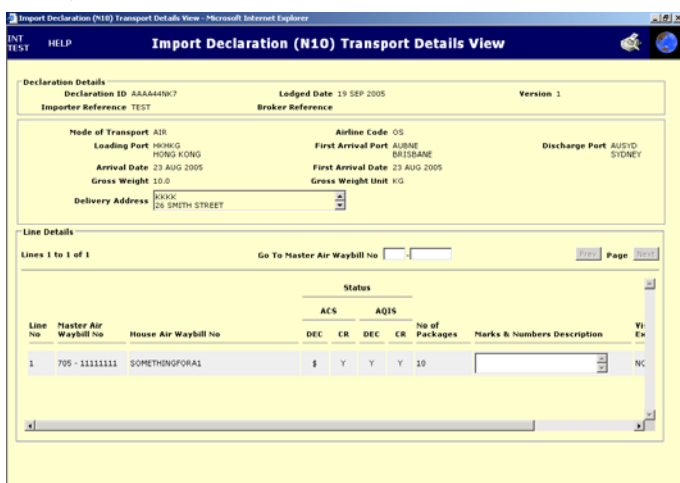 Import Declaration (N10) Transport Details View - Microsoft Internet Explorer
INT TEST HELP Import Declaration (N10) Transport Details View
Declaration Details
Declaration ID AAAA44NK7 Lodged Date 19 SEP 2005 Version 1
Importer Reference TEST Broker Reference
Mode of Transport AIR Airline Code OS
Loading Port HKHKG First Arrival Port AUBNE Discharge Port AUSYD
HONG KONG BRISBANE SYDNEY
Arrival Date 23 AUG 2005 First Arrival Date 23 AUG 2005
Gross Weight 10.0 Gross Weight Unit KG
Delivery Address KKKK
26 SMITH STREET
Line Details
Lines 1 to 1 of 1 Go To Master Air Waybill No - Prev Page Next
Status
ACS AQIS
Line No Master Air Waybill No House Air Waybill No DEC CR DEC CR No of Packages Marks & Numbers Description
1 705 - 11111111 SOMETHINGFORA1 $ Y Y Y 10